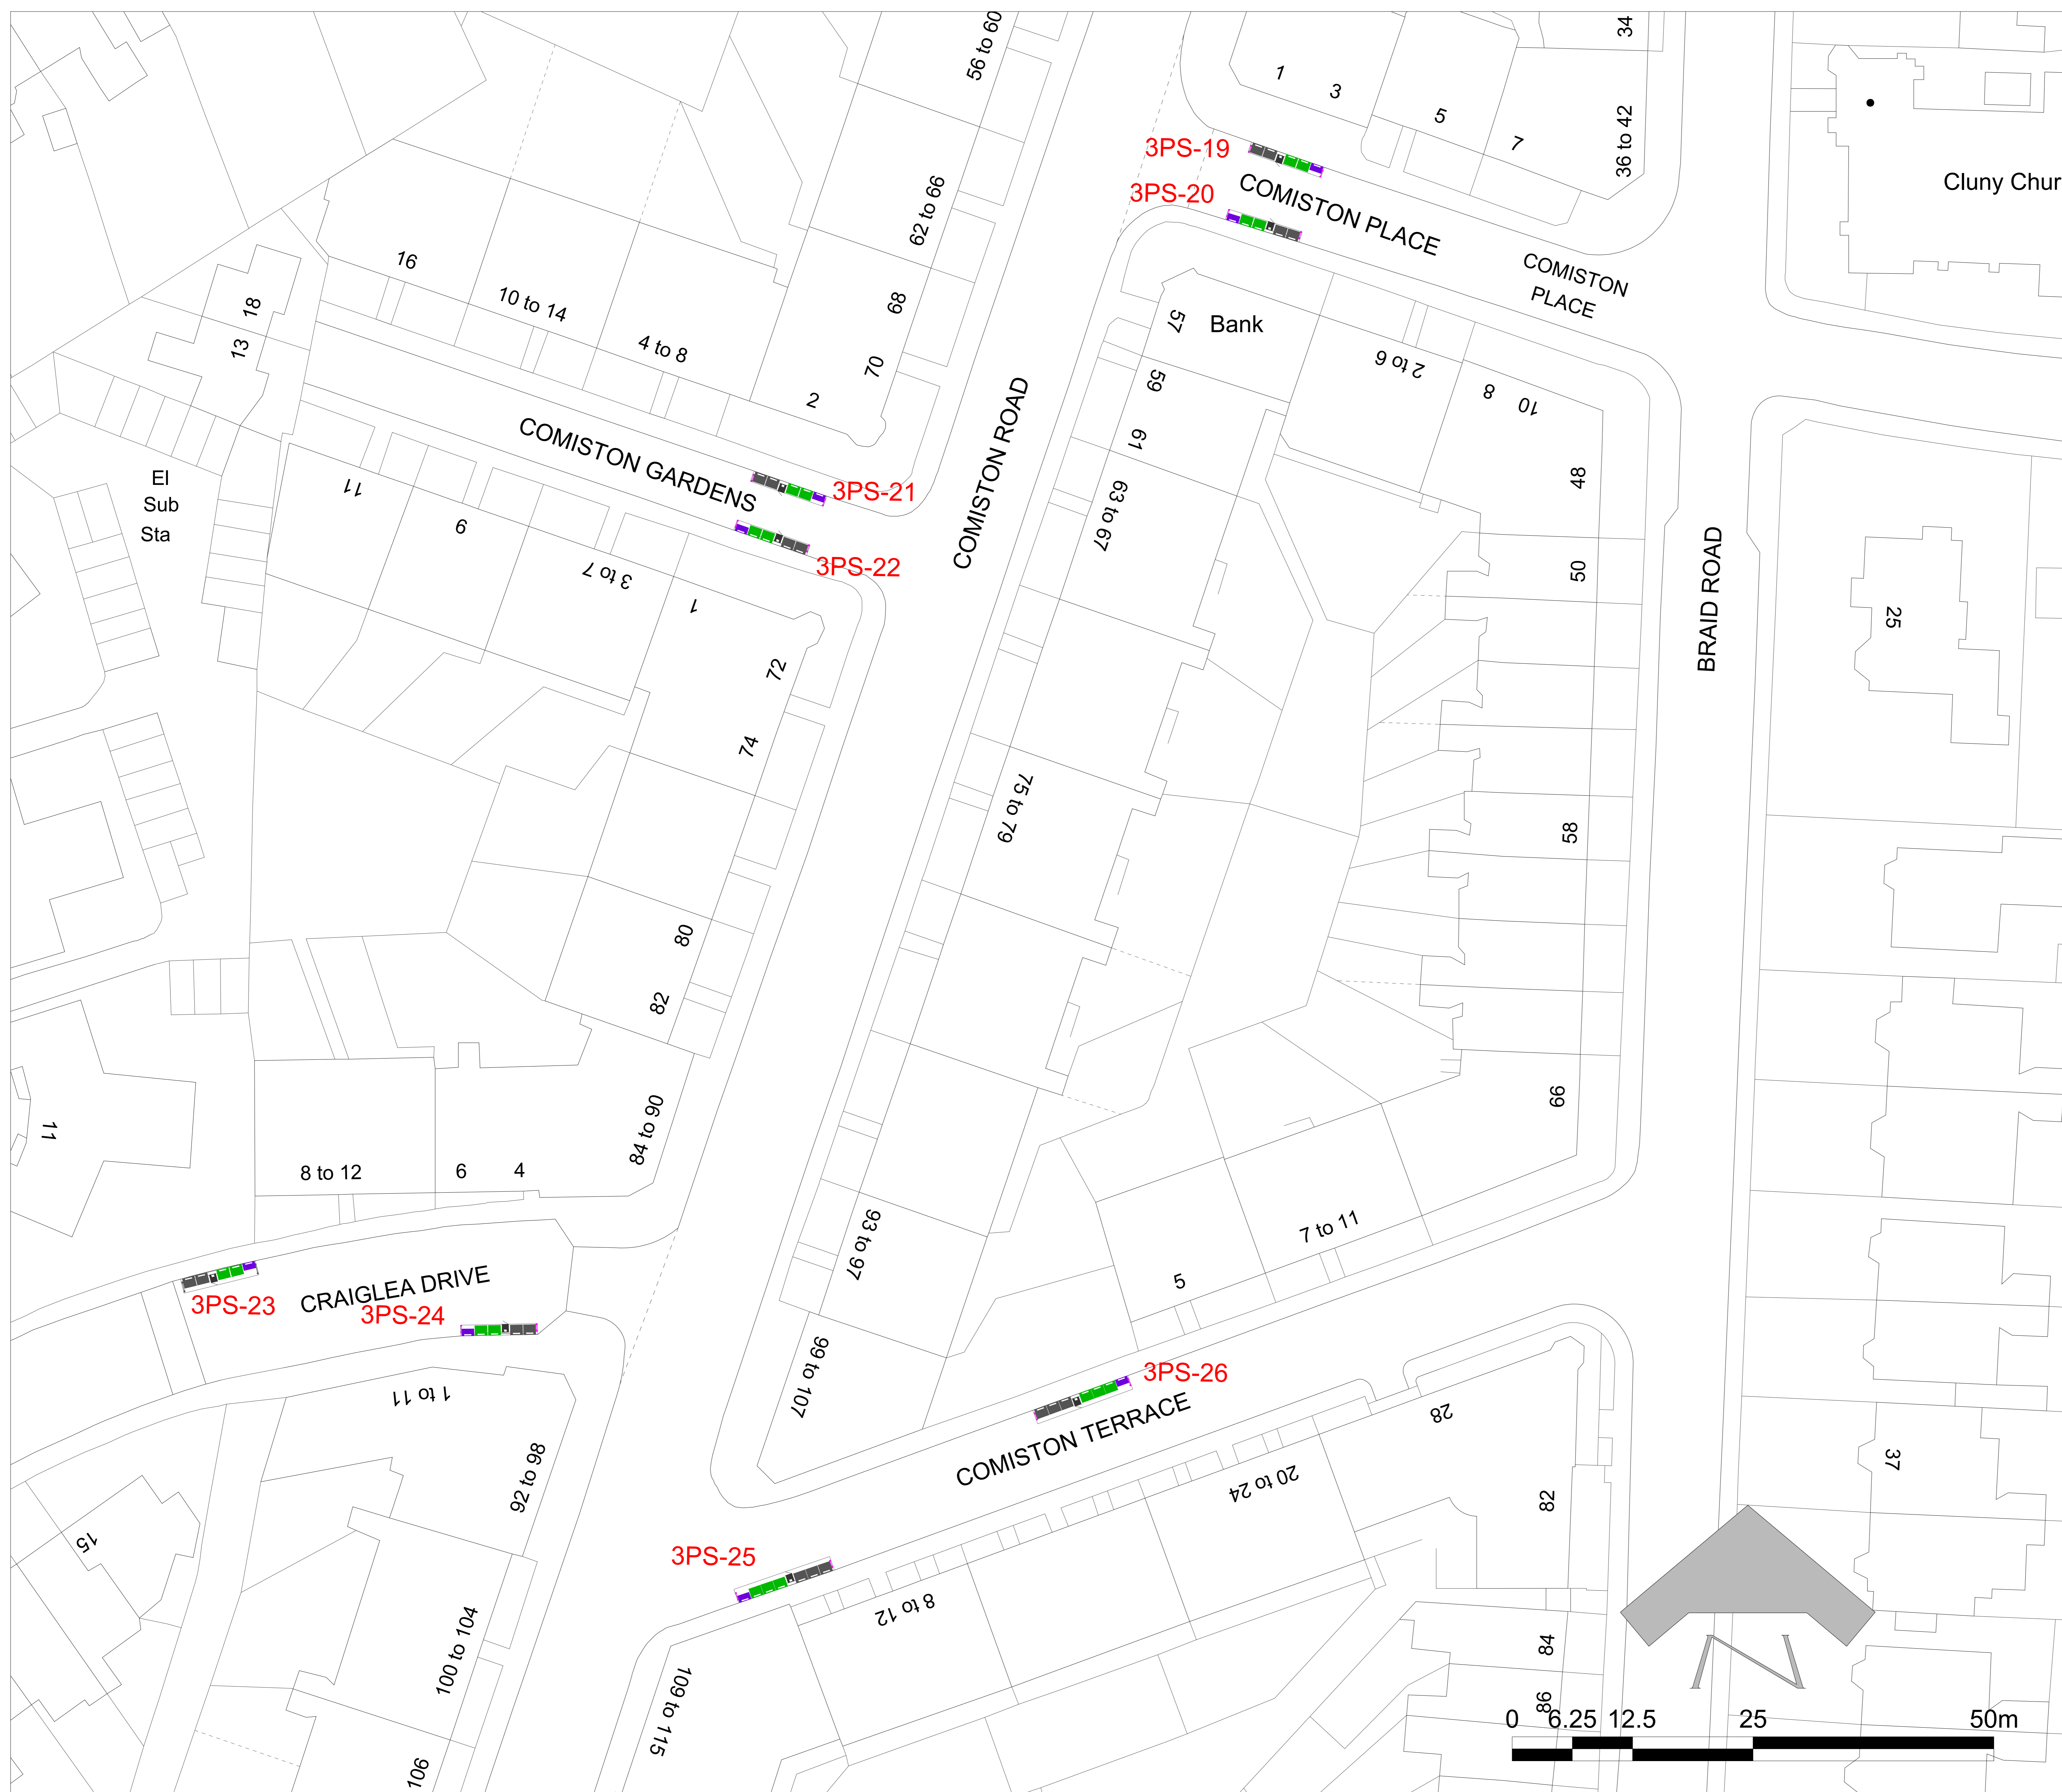 56 to 60
34
1
3
5
7
36 to 42
Cluny Chur
3PS-19
3PS-20
COMISTON PLACE
62 to 66
COMISTON
PLACE
16
10 to 14
4 to 8
2
68
70
18
13
57
Bank
59
61
2 to 6
8
10
COMISTON ROAD
COMISTON GARDENS
3PS-21
3PS-22
El
Sub
Sta
11
9
3 to 7
1
63 to 67
48
50
BRAID ROAD
25
72
74
75 to 79
58
80
82
84 to 90
11
8 to 12
6
4
66
93 to 97
7 to 11
5
3PS-23
CRAIGLEA DRIVE
3PS-24
99 to 107
3PS-26
COMISTON TERRACE
1 to 11
92 to 98
28
20 to 24
82
37
15
3PS-25
8 to 12
100 to 104
109 to 115
84
86
106
N
0 6.25 12.5 25 50m